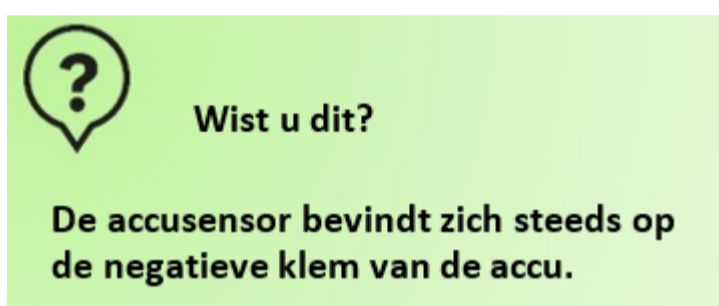 ?
Wist u dit?
De accusensor bevindt zich steeds op
de negatieve klem van de accu.